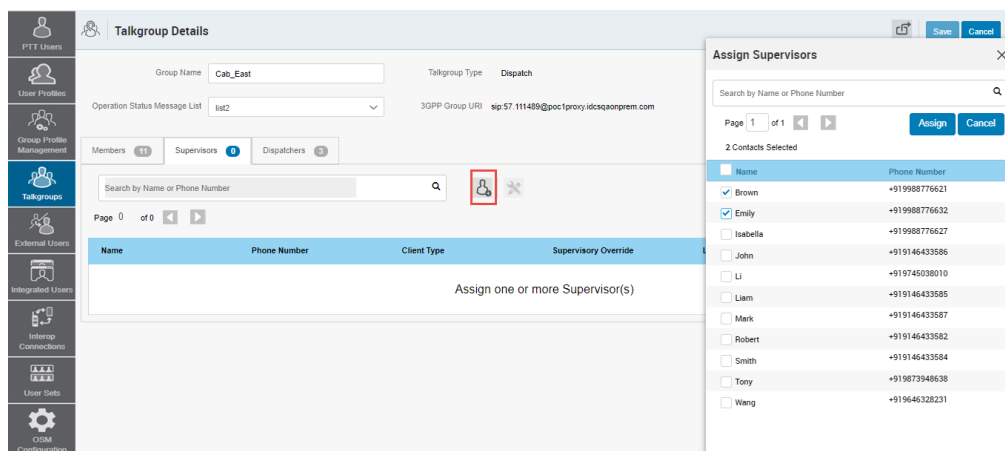 PTT Users
User Profiles
Group Profile
Management
Talkgroups
External Users
Integrated Users
Interop
Connections
User Sets
OSM
Configuration
Talkgroup Details
Save Cancel
Group Name Cab_East Talkgroup Type Dispatch
Operation Status Message List list2 3GPP Group URI sip:57.111489@poc1proxy.idcsqaonprem.com
Members 11 Supervisors 0 Dispatchers 3
Search by Name or Phone Number
Page 0 of 0
Name Phone Number Client Type Supervisory Override
Assign one or more Supervisor(s)
Assign Supervisors
Search by Name or Phone Number
Page 1 of 1 Assign Cancel
2 Contacts Selected
Name Phone Number
Brown +919988776621
Emily +919988776632
Isabella +919988776627
John +919146433586
Li +919745038010
Liam +919146433585
Mark +919146433587
Robert +919146433582
Smith +919146433584
Tony +919873948638
Wang +919646328231